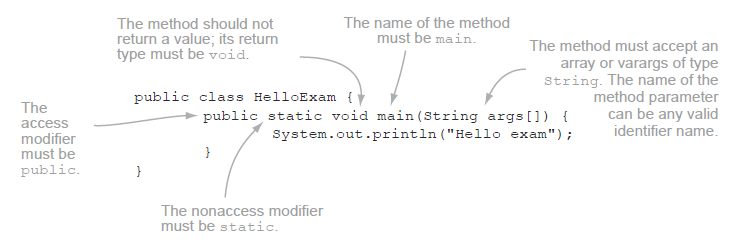 The method should not
return a value; its return
type must be void.
The name of the method
must be main.
The method must accept an
array or varargs of type
String. The name of the
method parameter
can be any valid
identifier name.
The
access
modifier
must be
public.
public class HelloExam {
public static void main(String args[]) {
System.out.println("Hello exam");
}
}
The nonaccess modifier
must be static.